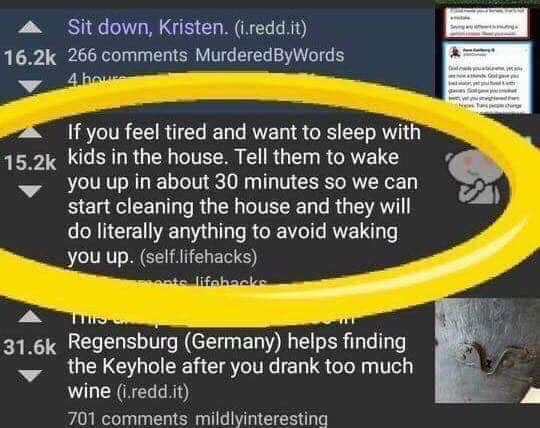 Sit down, Kristen. (i.redd.it)
16.2k 266 comments MurderedByWords
4 hours
If you feel tired and want to sleep with
15.2k kids in the house. Tell them to wake
you up in about 30 minutes so we can
start cleaning the house and they will
do literally anything to avoid waking
you up. (self.lifehacks)
lifehacks
in
31.6k Regensburg (Germany) helps finding
the Keyhole after you drank too much
wine (i.redd.it)
701 comments mildlyinteresting